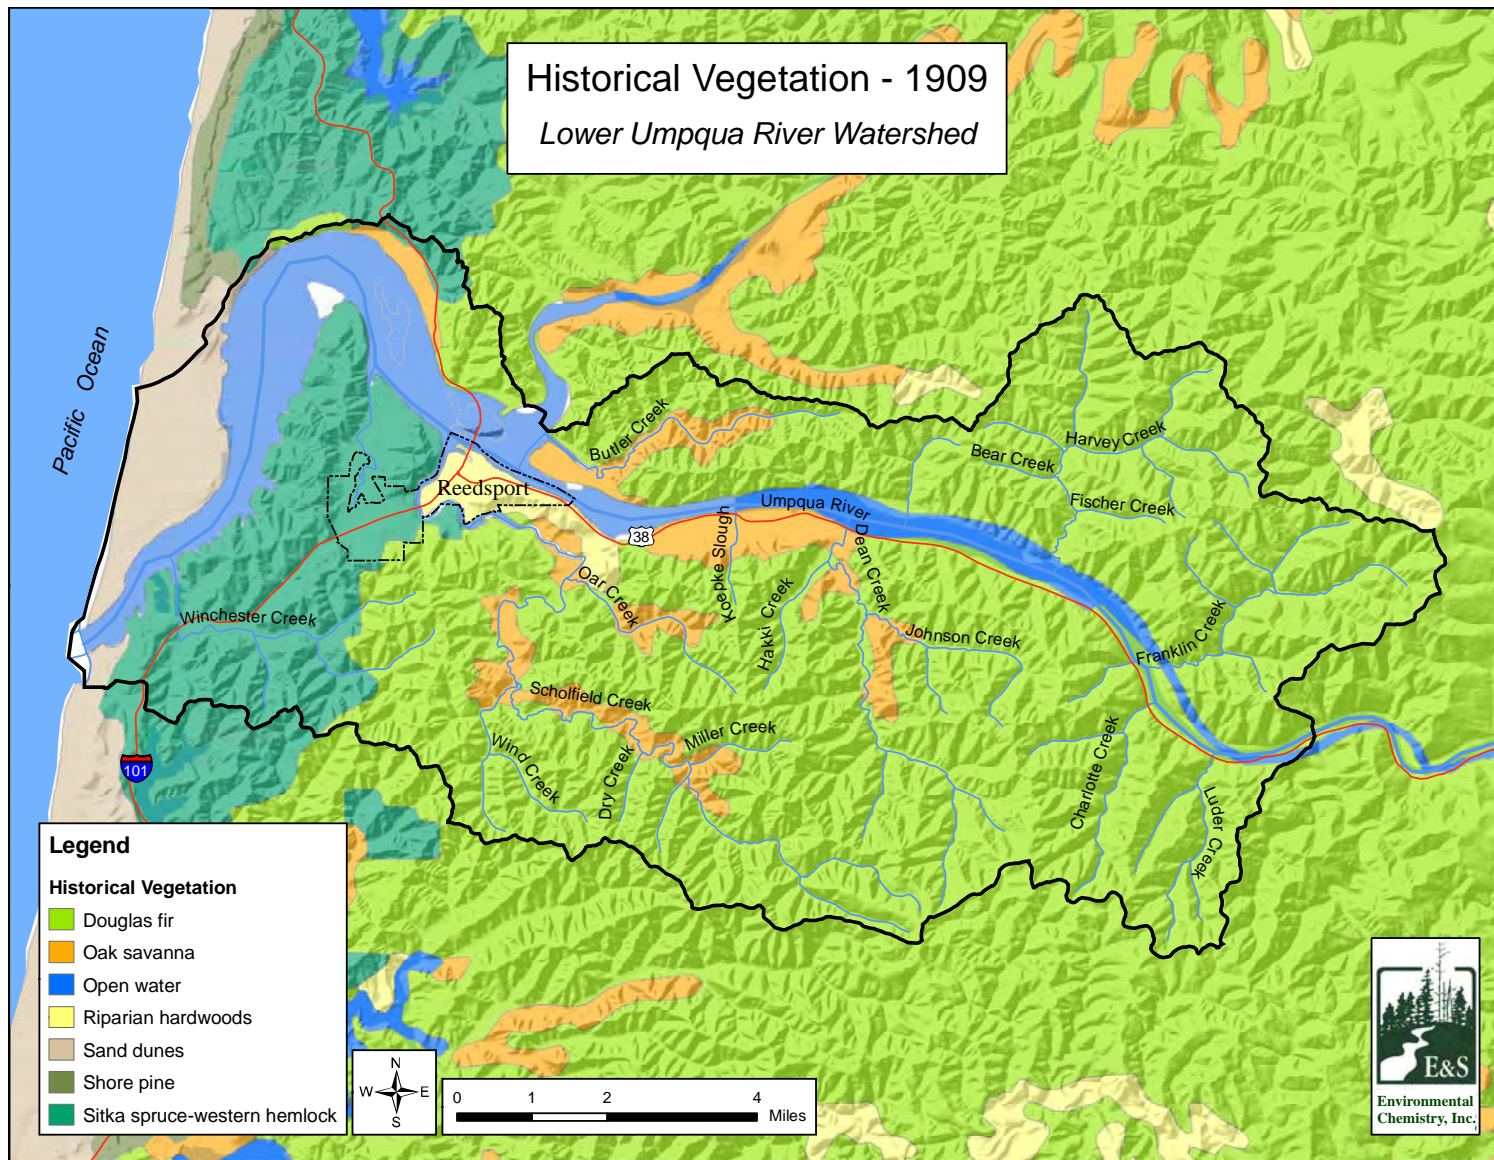 Historical Vegetation - 1909
Lower Umpqua River Watershed
Pacific Ocean
Butler Creek
Harvey Creek
Bear Creek
Reedsport
Fischer Creek
Umpqua River
38
Koepke Slough
Dean Creek
Oar Creek
Hakki Creek
Winchester Creek
Johnson Creek
Franklin Creek
Scholfield Creek
Miller Creek
Wind Creek
Dry Creek
Charlotte Creek
Luder Creek
101
Legend
Historical Vegetation
Douglas fir
Oak savanna
Open water
Riparian hardwoods
Sand dunes
Shore pine
Sitka spruce-western hemlock
N
W E
S
0 1 2 4
Miles
E&S
Environmental
Chemistry, Inc.